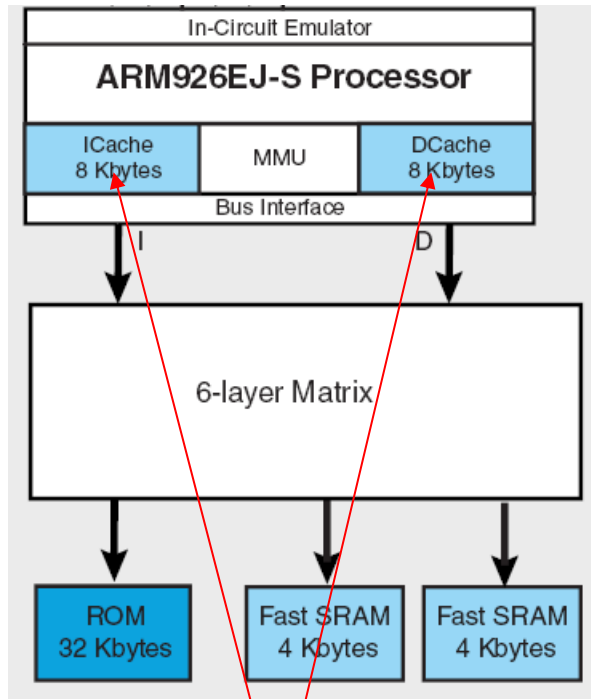 In-Circuit Emulator
ARM926EJ-S Processor
ICache
8 Kbytes
MMU
DCache
8 Kbytes
Bus Interface
I
D
6-layer Matrix
ROM
32 Kbytes
Fast SRAM
4 Kbytes
Fast SRAM
4 Kbytes